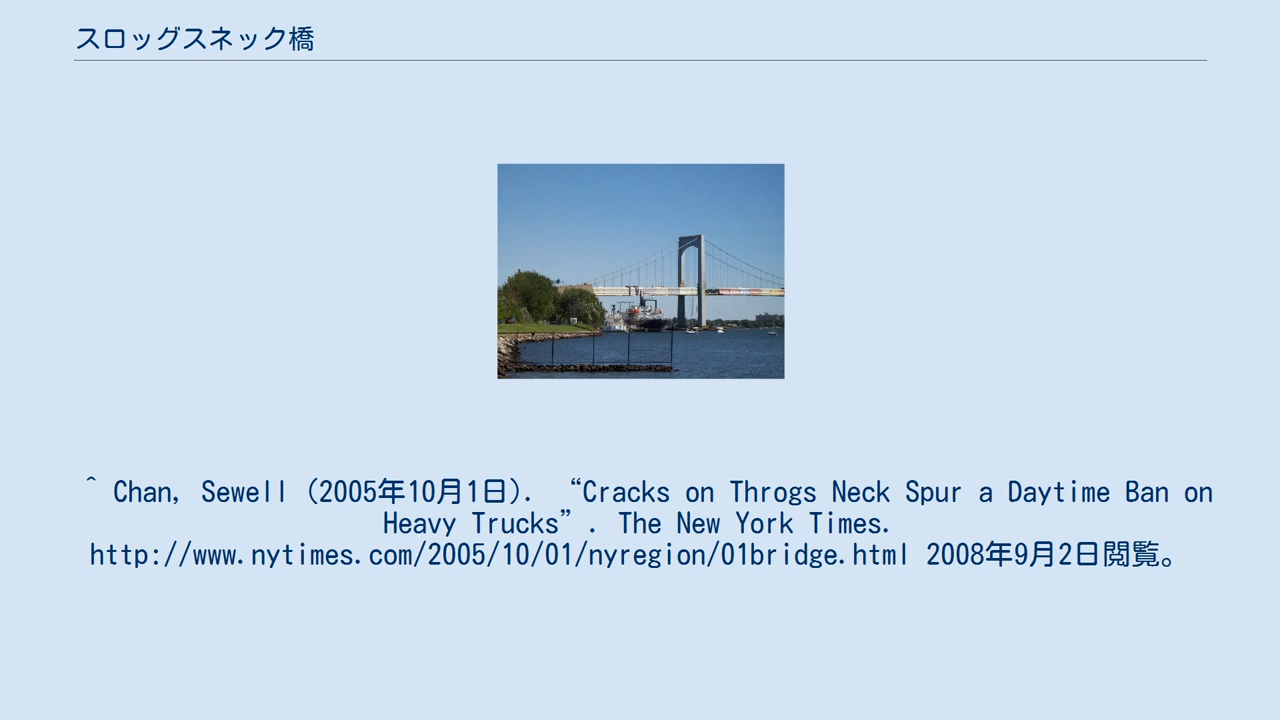 スロッグスネック橋
^ Chan, Sewell (2005年10月1日). “Cracks on Throgs Neck Spur a Daytime Ban on
Heavy Trucks”. The New York Times.
http://www.nytimes.com/2005/10/01/nyregion/01bridge.html 2008年9月2日閲覧。